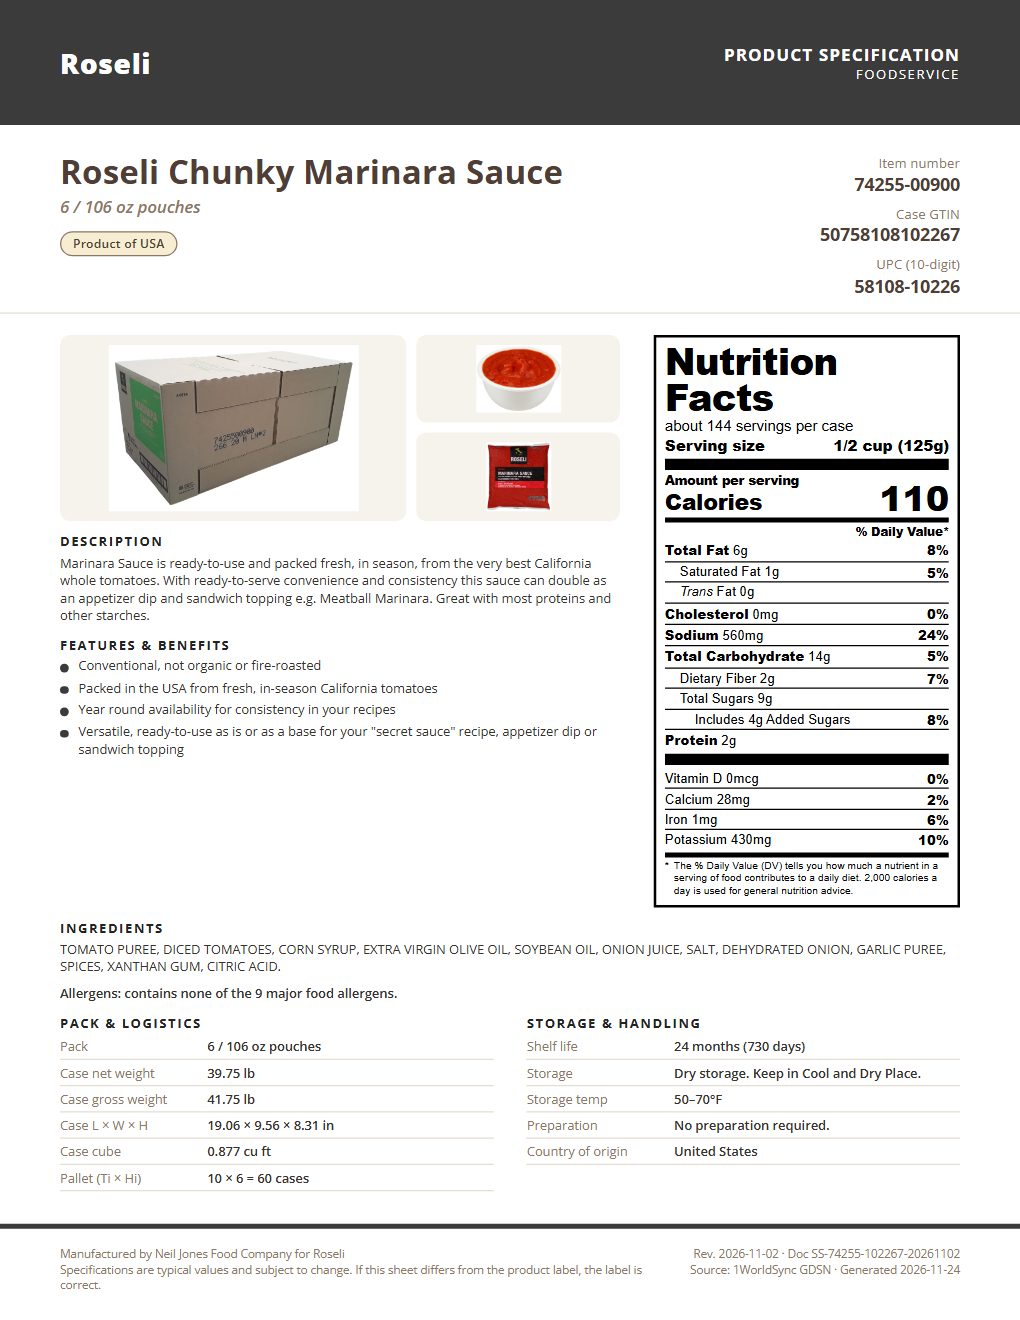 Roseli
PRODUCT SPECIFICATION
FOODSERVICE
Roseli Chunky Marinara Sauce
6 / 106 oz pouches
Product of USA
Item number
74255-00900
Case GTIN
50758108102267
UPC (10-digit)
58108-10226
MARINARA
SAUCE
7425500900
ROSELI
MARINARA SAUCE
DESCRIPTION
Marinara Sauce is ready-to-use and packed fresh, in season, from the very best California
whole tomatoes. With ready-to-serve convenience and consistency this sauce can double as
an appetizer dip and sandwich topping e.g. Meatball Marinara. Great with most proteins and
other starches.
FEATURES & BENEFITS
Conventional, not organic or fire-roasted
Packed in the USA from fresh, in-season California tomatoes
Year round availability for consistency in your recipes
Versatile, ready-to-use as is or as a base for your "secret sauce" recipe, appetizer dip or
sandwich topping
Nutrition
Facts
about 144 servings per case
Serving size 1/2 cup (125g)
Amount per serving
Calories 110
% Daily Value*
Total Fat 6g 8%
Saturated Fat 1g 5%
Trans Fat 0g
Cholesterol 0mg 0%
Sodium 560mg 24%
Total Carbohydrate 14g 5%
Dietary Fiber 2g 7%
Total Sugars 9g
Includes 4g Added Sugars 8%
Protein 2g
Vitamin D 0mcg 0%
Calcium 28mg 2%
Iron 1mg 6%
Potassium 430mg 10%
* The % Daily Value (DV) tells you how much a nutrient in a
serving of food contributes to a daily diet. 2,000 calories a
day is used for general nutrition advice.
INGREDIENTS
TOMATO PUREE, DICED TOMATOES, CORN SYRUP, EXTRA VIRGIN OLIVE OIL, SOYBEAN OIL, ONION JUICE, SALT, DEHYDRATED ONION, GARLIC PUREE,
SPICES, XANTHAN GUM, CITRIC ACID.
Allergens: contains none of the 9 major food allergens.
PACK & LOGISTICS
Pack 6 / 106 oz pouches
Case net weight 39.75 lb
Case gross weight 41.75 lb
Case L × W × H 19.06 × 9.56 × 8.31 in
Case cube 0.877 cu ft
Pallet (Ti × Hi) 10 × 6 = 60 cases
STORAGE & HANDLING
Shelf life 24 months (730 days)
Storage Dry storage. Keep in Cool and Dry Place.
Storage temp 50–70°F
Preparation No preparation required.
Country of origin United States
Manufactured by Neil Jones Food Company for Roseli
Specifications are typical values and subject to change. If this sheet differs from the product label, the label is
correct.
Rev. 2026-11-02 · Doc SS-74255-102267-20261102
Source: 1WorldSync GDSN · Generated 2026-11-24